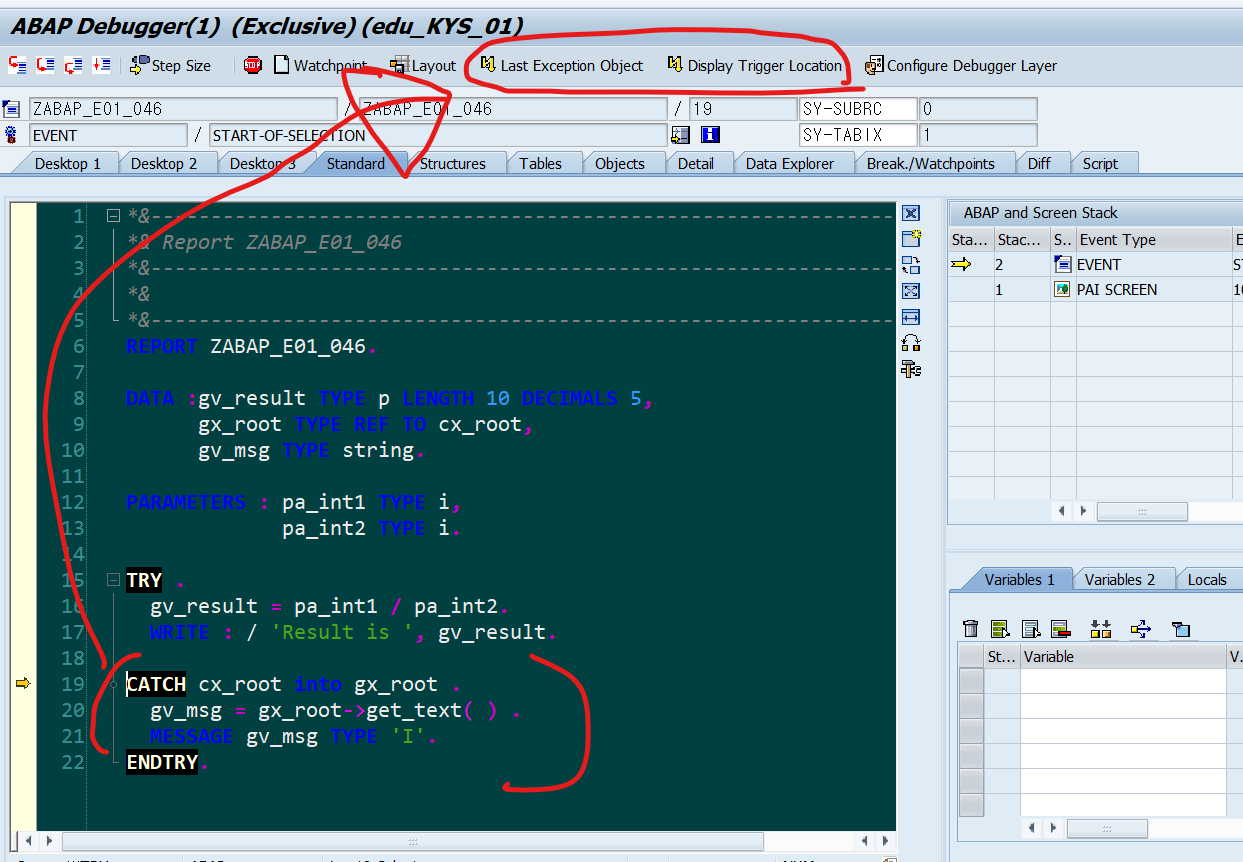 ABAP Debugger(1) (Exclusive) (edu_KYS_01)
Step Size Watchpoint Layout Last Exception Object Display Trigger Location Configure Debugger Layer
ZABAP_E01_046 / ZABAP_E01_046 / 19 SY-SUBRC 0
EVENT / START-OF-SELECTION SY-TABIX 1
Desktop 1 Desktop 2 Desktop 3 Standard Structures Tables Objects Detail Data Explorer Break./Watchpoints Diff Script
ABAP and Screen Stack
Sta... Stac... S.. Event Type E
2 EVENT
1 PAI SCREEN
1 *&---------------------------------------------------------------
2 *& Report ZABAP_E01_046
3 *&---------------------------------------------------------------
4 *&
5 *&---------------------------------------------------------------
6 REPORT ZABAP_E01_046.
7
8 DATA :gv_result TYPE p LENGTH 10 DECIMALS 5,
9 gx_root TYPE REF TO cx_root,
10 gv_msg TYPE string.
11
12 PARAMETERS : pa_int1 TYPE i,
13 pa_int2 TYPE i.
14
15 TRY .
16 gv_result = pa_int1 / pa_int2.
17 WRITE : / 'Result is ', gv_result.
18
19 CATCH cx_root into gx_root .
20 gv_msg = gx_root->get_text( ) .
21 MESSAGE gv_msg TYPE 'I'.
22 ENDTRY.
Variables 1 Variables 2 Locals
St... Variable V.